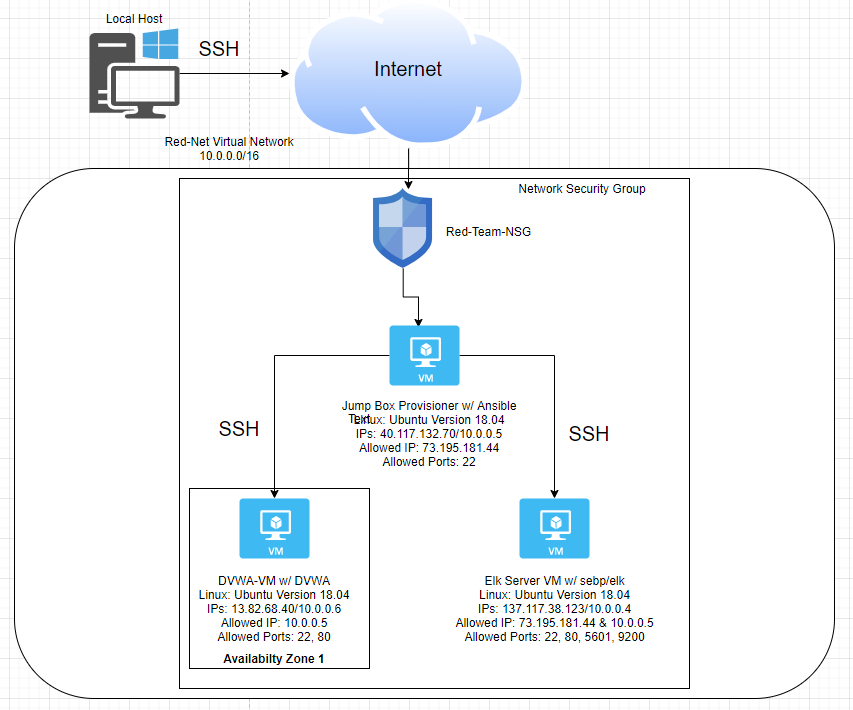 Local Host
SSH
Internet
Red-Net Virtual Network
10.0.0.0/16
Network Security Group
Red-Team-NSG
VM
Jump Box Provisioner w/ Ansible
Text
Linux: Ubuntu Version 18.04
IPs: 40.117.132.70/10.0.0.5
Allowed IP: 73.195.181.44
Allowed Ports: 22
SSH
SSH
VM
DVWA-VM w/ DVWA
Linux: Ubuntu Version 18.04
IPs: 13.82.68.40/10.0.0.6
Allowed IP: 10.0.0.5
Allowed Ports: 22, 80
Availabilty Zone 1
VM
Elk Server VM w/ sebp/elk
Linux: Ubuntu Version 18.04
IPs: 137.117.38.123/10.0.0.4
Allowed IP: 73.195.181.44 & 10.0.0.5
Allowed Ports: 22, 80, 5601, 9200